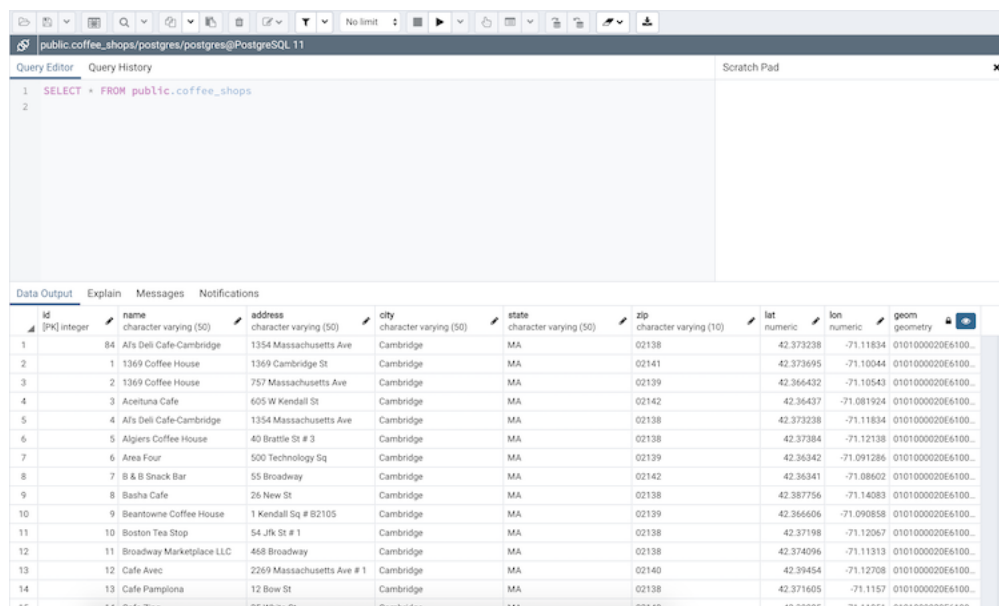 No limit
public.coffee_shops/postgres/postgres@PostgreSQL 11
Query Editor Query History Scratch Pad
1 SELECT * FROM public.coffee_shops
2
Data Output Explain Messages Notifications
id name address city state zip lat lon geom
[PK] integer character varying (50) character varying (50) character varying (50) character varying (50) character varying (10) numeric numeric geometry
1 84 Al's Deli Cafe-Cambridge 1354 Massachusetts Ave Cambridge MA 02138 42.373238 -71.11834 0101000020E6100...
2 1 1369 Coffee House 1369 Cambridge St Cambridge MA 02141 42.373695 -71.10044 0101000020E6100...
3 2 1369 Coffee House 757 Massachusetts Ave Cambridge MA 02139 42.366432 -71.10543 0101000020E6100...
4 3 Aceituna Cafe 605 W Kendall St Cambridge MA 02142 42.36437 -71.081924 0101000020E6100...
5 4 Al's Deli Cafe-Cambridge 1354 Massachusetts Ave Cambridge MA 02138 42.373238 -71.11834 0101000020E6100...
6 5 Algiers Coffee House 40 Brattle St # 3 Cambridge MA 02138 42.37384 -71.12138 0101000020E6100...
7 6 Area Four 500 Technology Sq Cambridge MA 02139 42.36342 -71.091286 0101000020E6100...
8 7 B & B Snack Bar 55 Broadway Cambridge MA 02142 42.36341 -71.08602 0101000020E6100...
9 8 Basha Cafe 26 New St Cambridge MA 02138 42.387756 -71.14083 0101000020E6100...
10 9 Beantowne Coffee House 1 Kendall Sq # B2105 Cambridge MA 02139 42.366606 -71.090858 0101000020E6100...
11 10 Boston Tea Stop 54 Jfk St # 1 Cambridge MA 02138 42.37198 -71.12067 0101000020E6100...
12 11 Broadway Marketplace LLC 468 Broadway Cambridge MA 02138 42.374096 -71.11313 0101000020E6100...
13 12 Cafe Avec 2269 Massachusetts Ave # 1 Cambridge MA 02140 42.39454 -71.12708 0101000020E6100...
14 13 Cafe Pamplona 12 Bow St Cambridge MA 02138 42.371605 -71.1157 0101000020E6100...